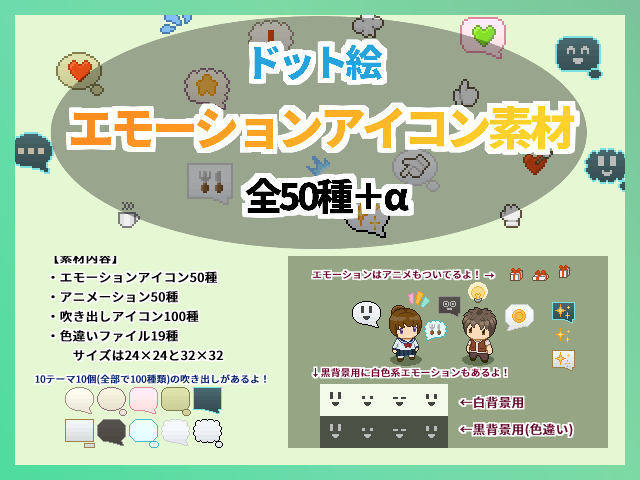 ドット絵
エモーションアイコン素材
全50種＋α
【素材内容】
・エモーションアイコン50種
・アニメーション50種
・吹き出しアイコン100種
・色違いファイル19種
サイズは24×24と32×32
10テーマ10個(全部で100種類)の吹き出しがあるよ！
エモーションはアニメもついてるよ！→
↓黒背景用に白色系エモーションもあるよ！
←白背景用
←黒背景用(色違い)